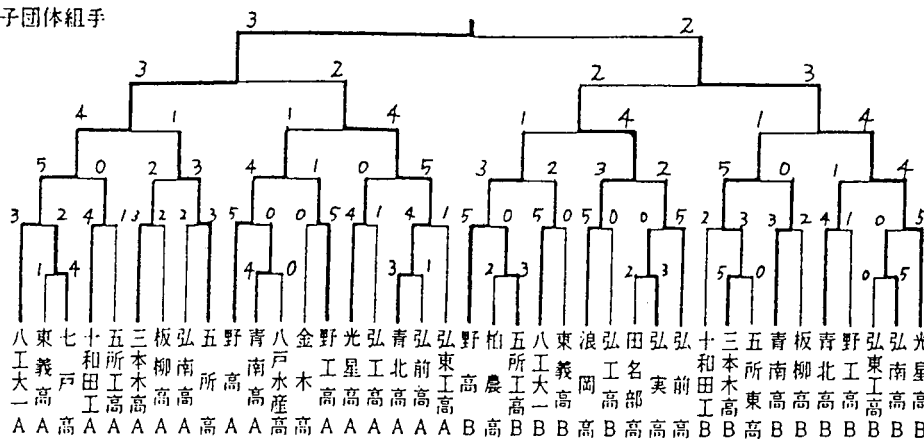 子団体組手
3 2
3 2 2 3
4 1 1 4 1 4 1 4
5 0 2 3 4 1 0 5 3 2 3 2 5 0 1 4
3 2 4 1 3 2 2 3 5 0 0 5 4 1 4 1 5 0 5 0 5 0 0 5 2 3 3 2 4 1 0 5
1 4 4 0 3 1 2 3 2 3 5 0 0 5
八工大一A
東義高A
七戸高
十和田工A
五所工高A
三本木高A
板柳高A
弘南高A
五所高
野高A
青南高A
八戸水産高
金木高
野工高A
光星高A
弘工高A
青北高A
弘前高A
弘東工高A
野高B
柏農高
五所工高B
八工大一B
東義高B
浪岡高
弘工高B
田名部高
弘実高
弘前高
十和田工B
三本木高B
五所東高
青南高B
板柳高B
青北高B
野工高B
弘東工高B
弘南高B
光星高B